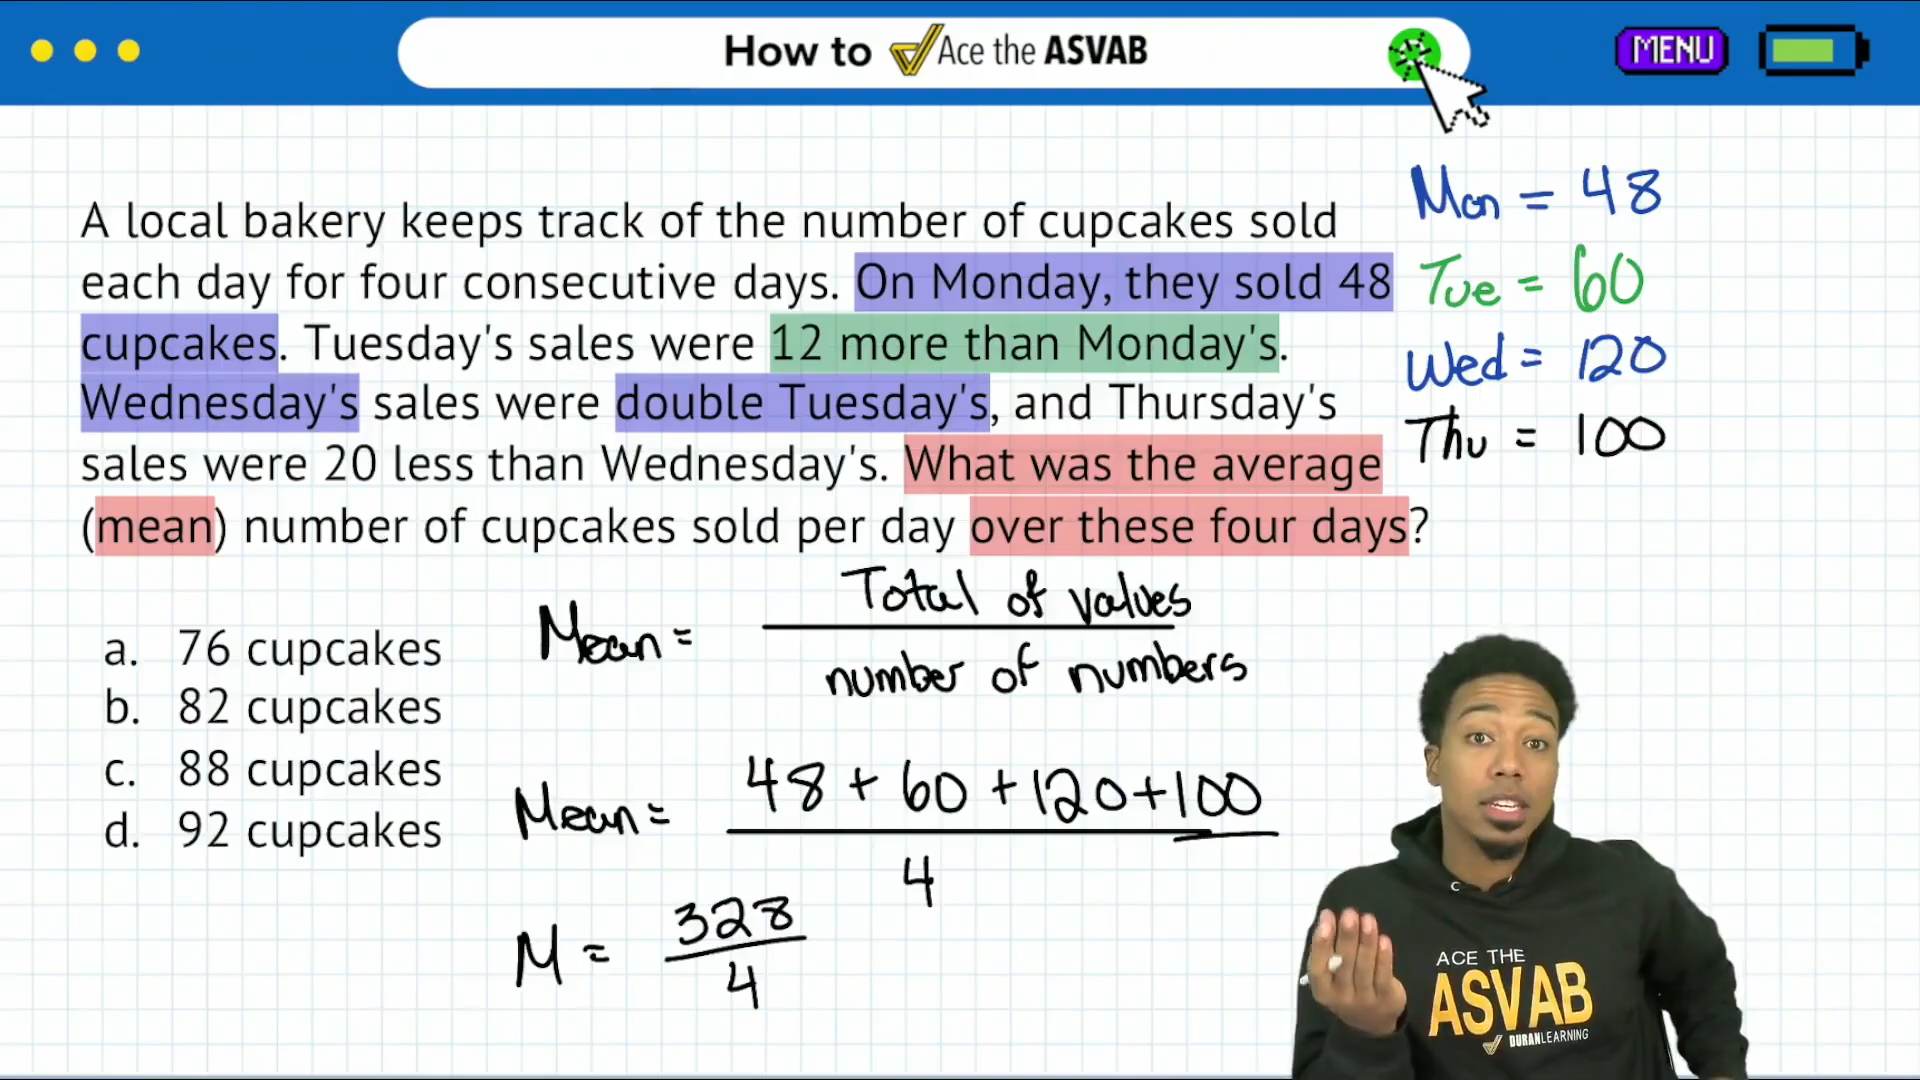 How to Ace the ASVAB
MENU
A local bakery keeps track of the number of cupcakes sold
each day for four consecutive days. On Monday, they sold 48
cupcakes. Tuesday's sales were 12 more than Monday's.
Wednesday's sales were double Tuesday's, and Thursday's
sales were 20 less than Wednesday's. What was the average
(mean) number of cupcakes sold per day over these four days?
Mon = 48
Tue = 60
Wed = 120
Thu = 100
a. 76 cupcakes
b. 82 cupcakes
c. 88 cupcakes
d. 92 cupcakes
Mean = Total of values
number of numbers
Mean = 48 + 60 + 120 + 100
4
M = 328
4
ACE THE
ASVAB
DURANLEARNING